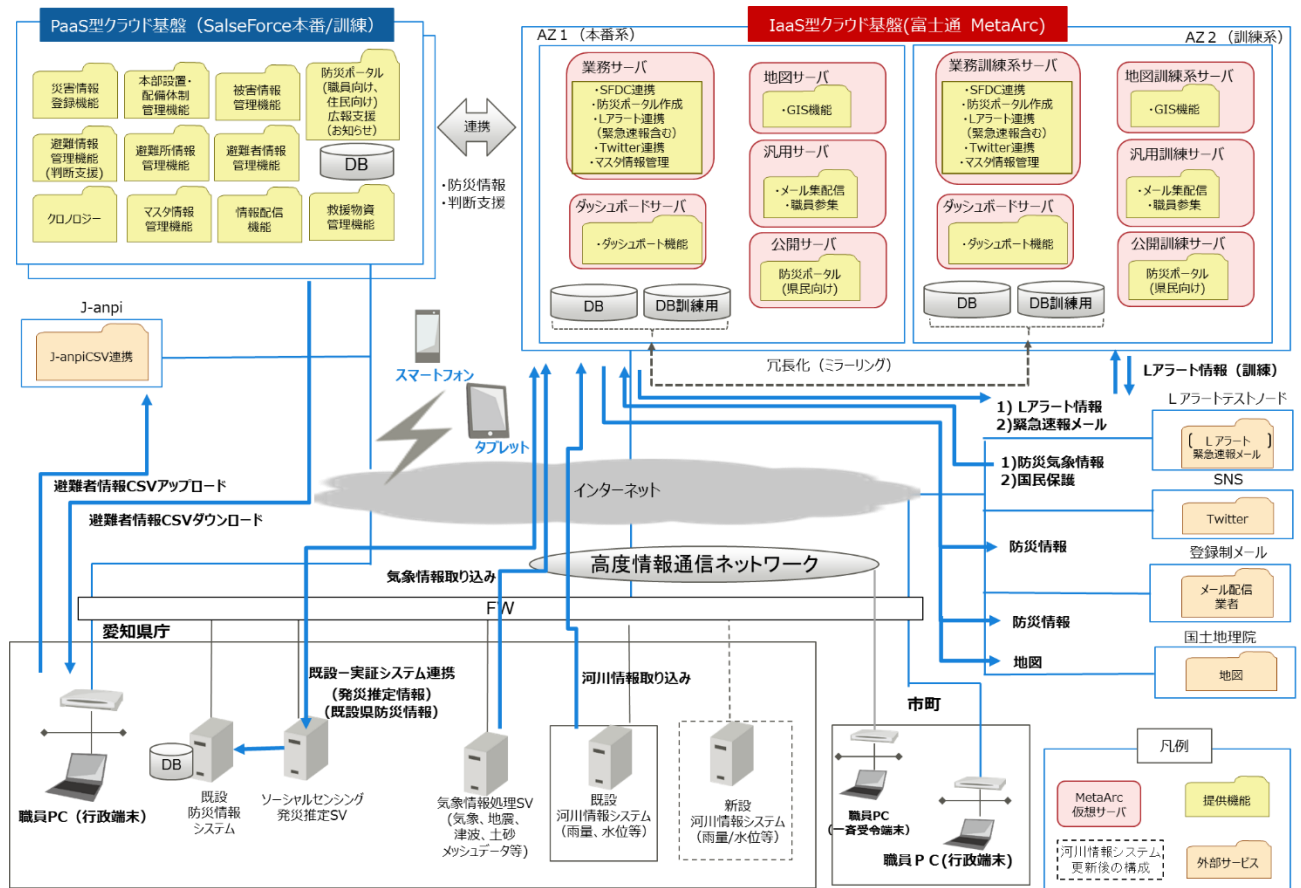 PaaS型クラウド基盤（SalseForce本番/訓練）
災害情報
登録機能
本部設置・
配備体制
管理機能
被害情報
管理機能
防災ポータル
(職員向け、
住民向け)
広報支援
(お知らせ)
避難情報
管理機能
(判断支援)
避難所情報
管理機能
避難者情報
管理機能
DB
クロノロジー
マスタ情報
管理機能
情報配信
機能
救援物資
管理機能
連携
・防災情報
・判断支援
IaaS型クラウド基盤(富士通 MetaArc)
AZ１（本番系）
業務サーバ
・SFDC連携
・防災ポータル作成
・Lアラート連携
(緊急速報含む)
・Twitter連携
・マスタ情報管理
地図サーバ
・GIS機能
汎用サーバ
・メール集配信
・職員参集
ダッシュボードサーバ
・ダッシュボート機能
公開サーバ
防災ポータル
(県民向け)
DB
DB訓練用
AZ２（訓練系）
業務訓練系サーバ
・SFDC連携
・防災ポータル作成
・Lアラート連携
(緊急速報含む)
・Twitter連携
・マスタ情報管理
地図訓練系サーバ
・GIS機能
汎用訓練サーバ
・メール集配信
・職員参集
ダッシュボードサーバ
・ダッシュボート機能
公開訓練サーバ
防災ポータル
(県民向け)
DB
DB訓練用
冗長化（ミラーリング）
J-anpi
J-anpiCSV連携
スマートフォン
タブレット
避難者情報CSVアップロード
避難者情報CSVダウンロード
インターネット
Lアラート情報（訓練）
1) Lアラート情報
2)緊急速報メール
1)防災気象情報
2)国民保護
Ｌアラートテストノード
Ｌアラート
緊急速報メール
SNS
Twitter
防災情報
登録制メール
メール配信
業者
防災情報
国土地理院
地図
地図
高度情報通信ネットワーク
気象情報取り込み
FW
愛知県庁
既設－実証システム連携
(発災推定情報)
(既設県防災情報)
河川情報取り込み
職員PC（行政端末）
DB
既設
防災情報
システム
ソーシャルセンシング
発災推定SV
気象情報処理SV
(気象、地震、
津波、土砂
メッシュデータ等)
既設
河川情報システム
(雨量、水位等)
新設
河川情報システム
(雨量/水位等)
市町
職員PC
(一斉受令端末)
職員ＰＣ(行政端末)
凡例
MetaArc
仮想サーバ
提供機能
河川情報システム
更新後の構成
外部サービス